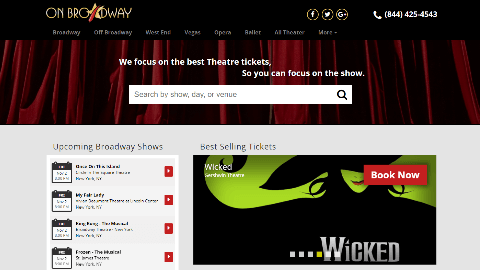 ON BROADWAY
(844) 425-4543
Broadway Off Broadway West End Vegas Opera Ballet All Theater More
We focus on the best Theatre tickets,
So you can focus on the show.
Search by show, day, or venue
Upcoming Broadway Shows
Best Selling Tickets
Once On This Island
Circle in the Square Theatre
New York, NY
My Fair Lady
Vivian Beaumont Theatre at Lincoln Center
New York, NY
King Kong - The Musical
Broadway Theatre - New York
New York, NY
Frozen - The Musical
St. James Theatre
New York, NY
Wicked
Gershwin Theatre
Book Now
WICKED